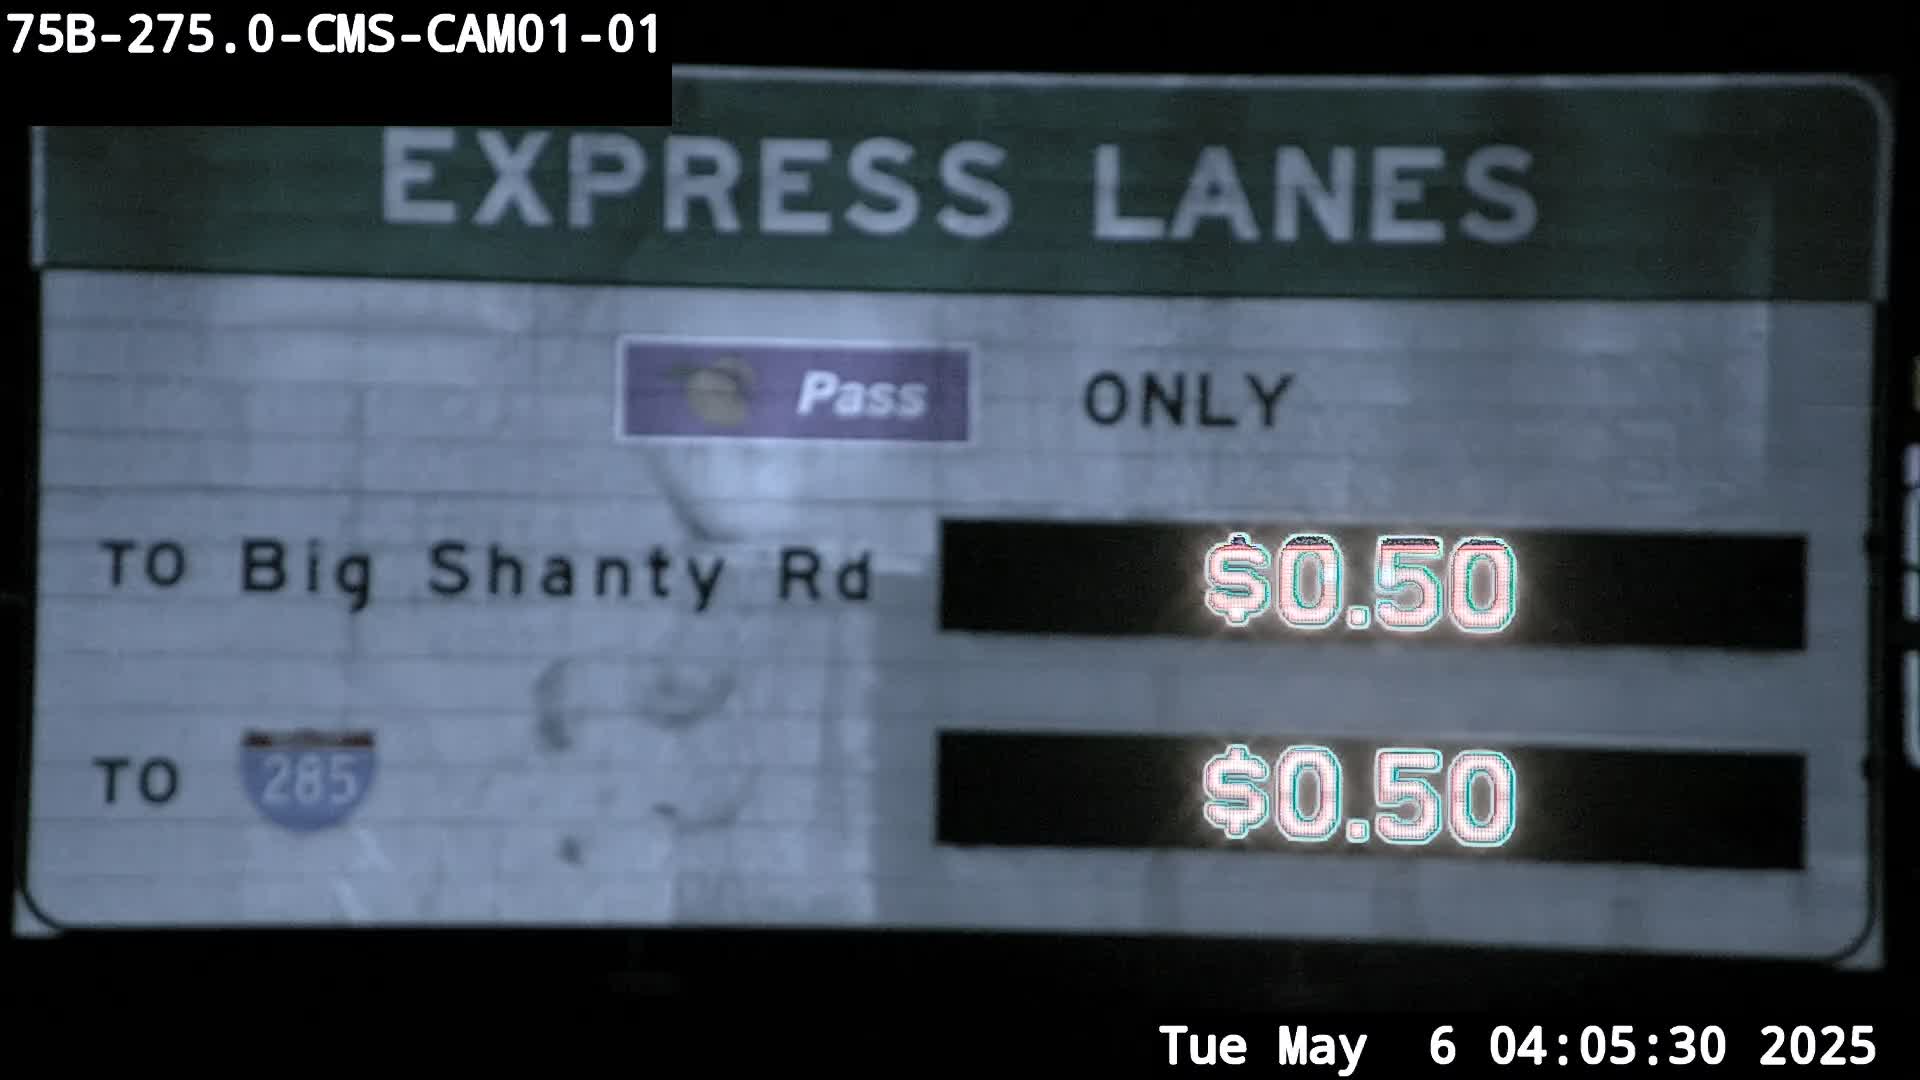 75B-275.0-CMS-CAM01-01
EXPRESS LANES
Pass ONLY
TO Big Shanty Rd $0.50
TO 285 $0.50
Tue May 6 04:05:30 2025